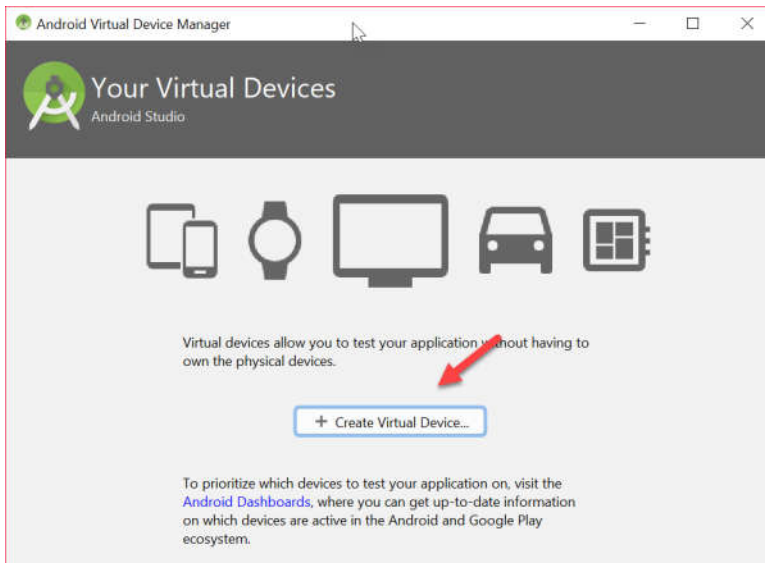 Android Virtual Device Manager
Your Virtual Devices
Android Studio
Virtual devices allow you to test your application without having to
own the physical devices.
+ Create Virtual Device...
To prioritize which devices to test your application on, visit the
Android Dashboards, where you can get up-to-date information
on which devices are active in the Android and Google Play
ecosystem.